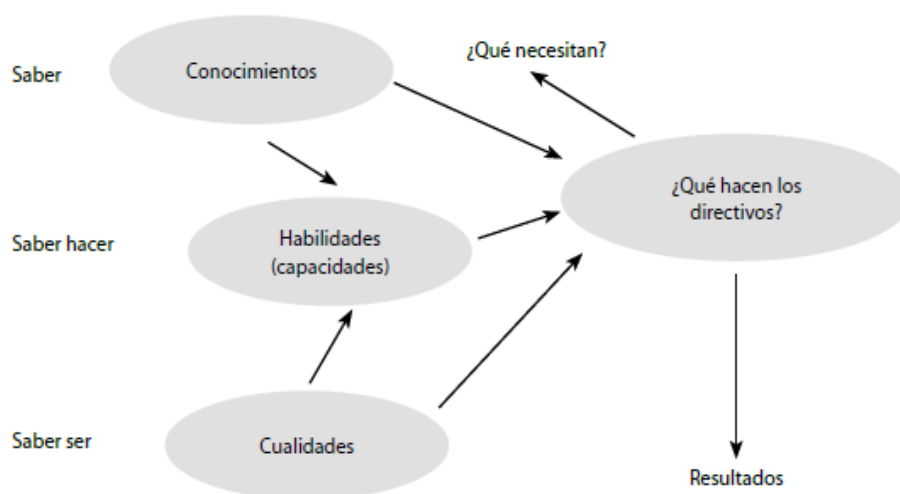 Saber
Conocimientos
¿Qué necesitan?
¿Qué hacen los
directivos?
Saber hacer
Habilidades
(capacidades)
Saber ser
Cualidades
Resultados